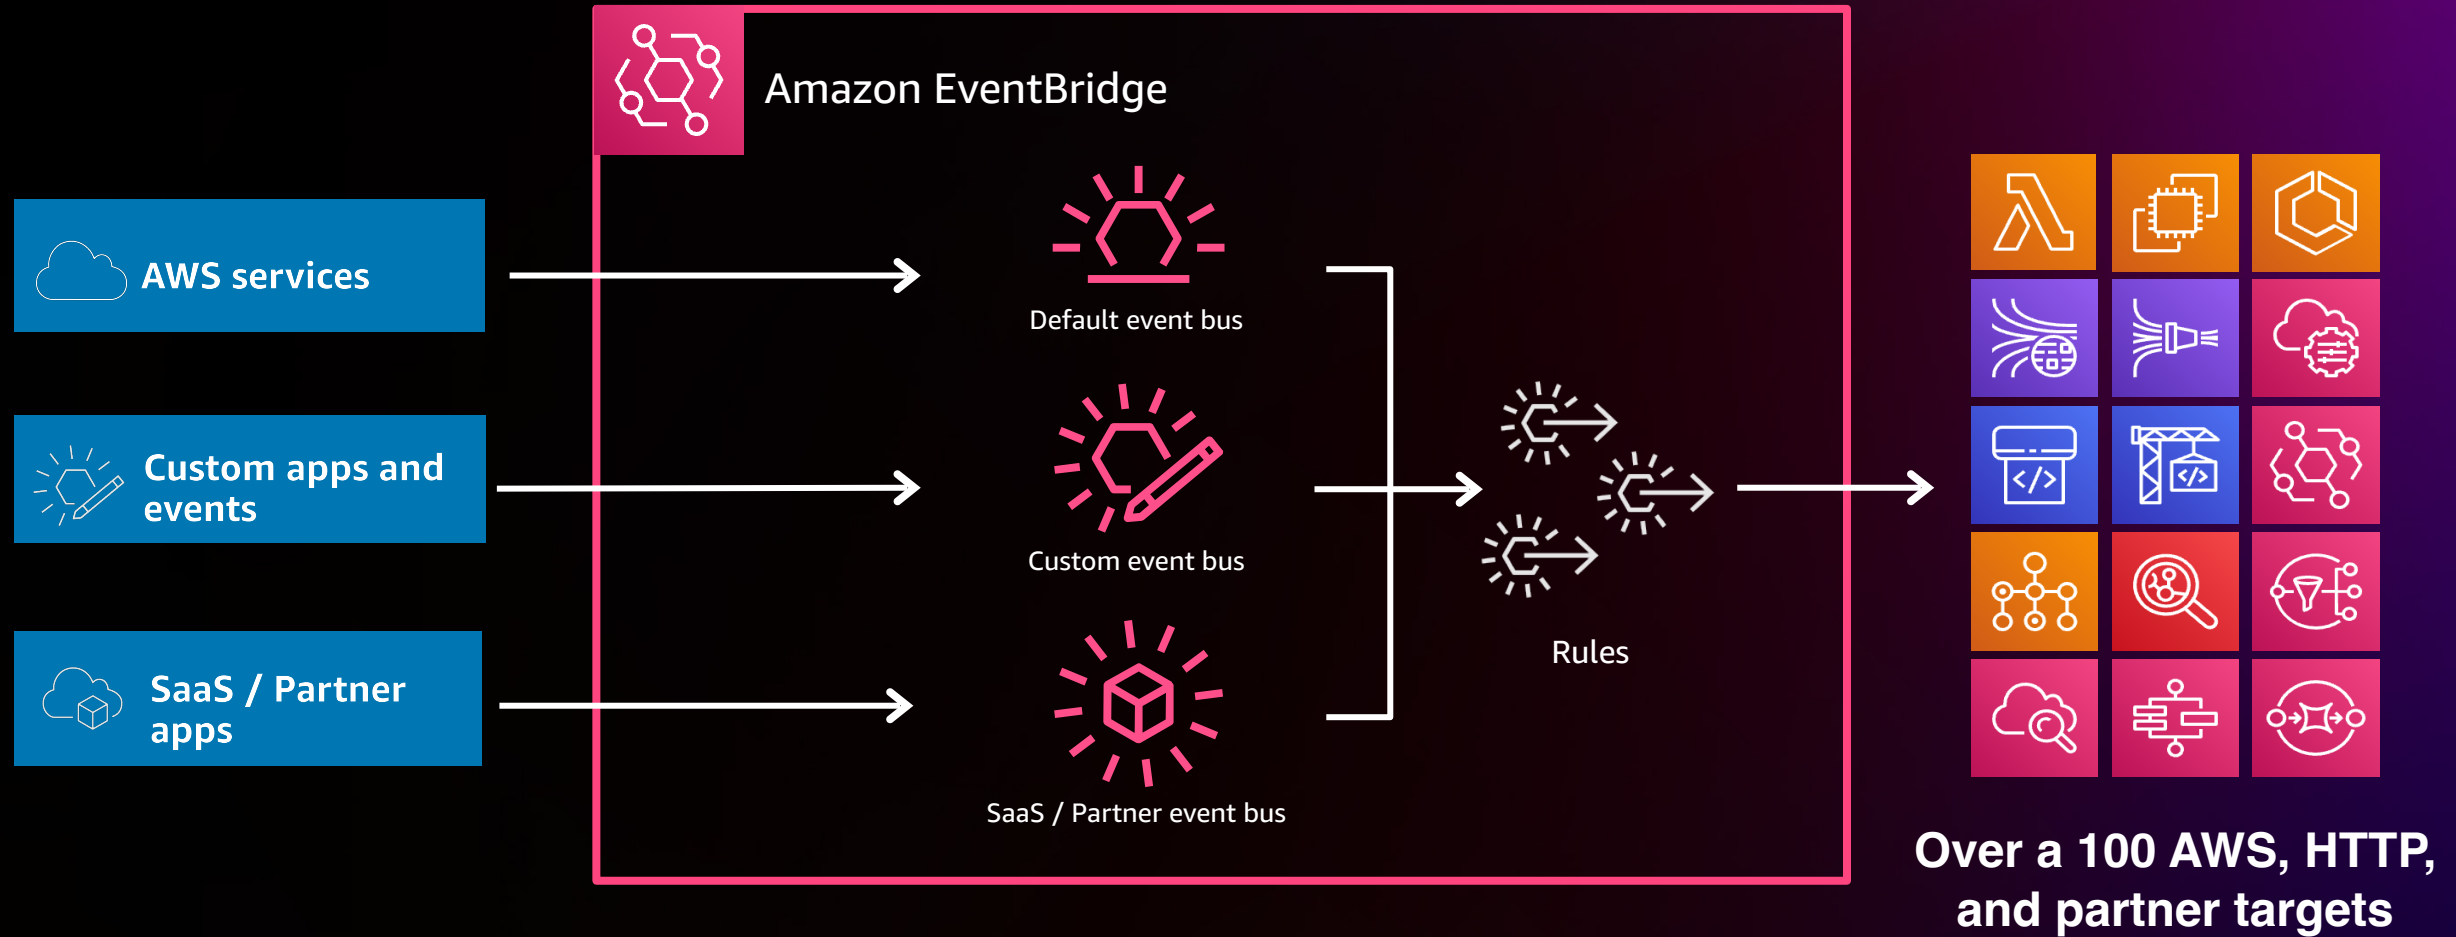 Amazon EventBridge
AWS services
Default event bus
Custom apps and
events
Custom event bus
Rules
SaaS / Partner
apps
SaaS / Partner event bus
Over a 100 AWS, HTTP,
and partner targets